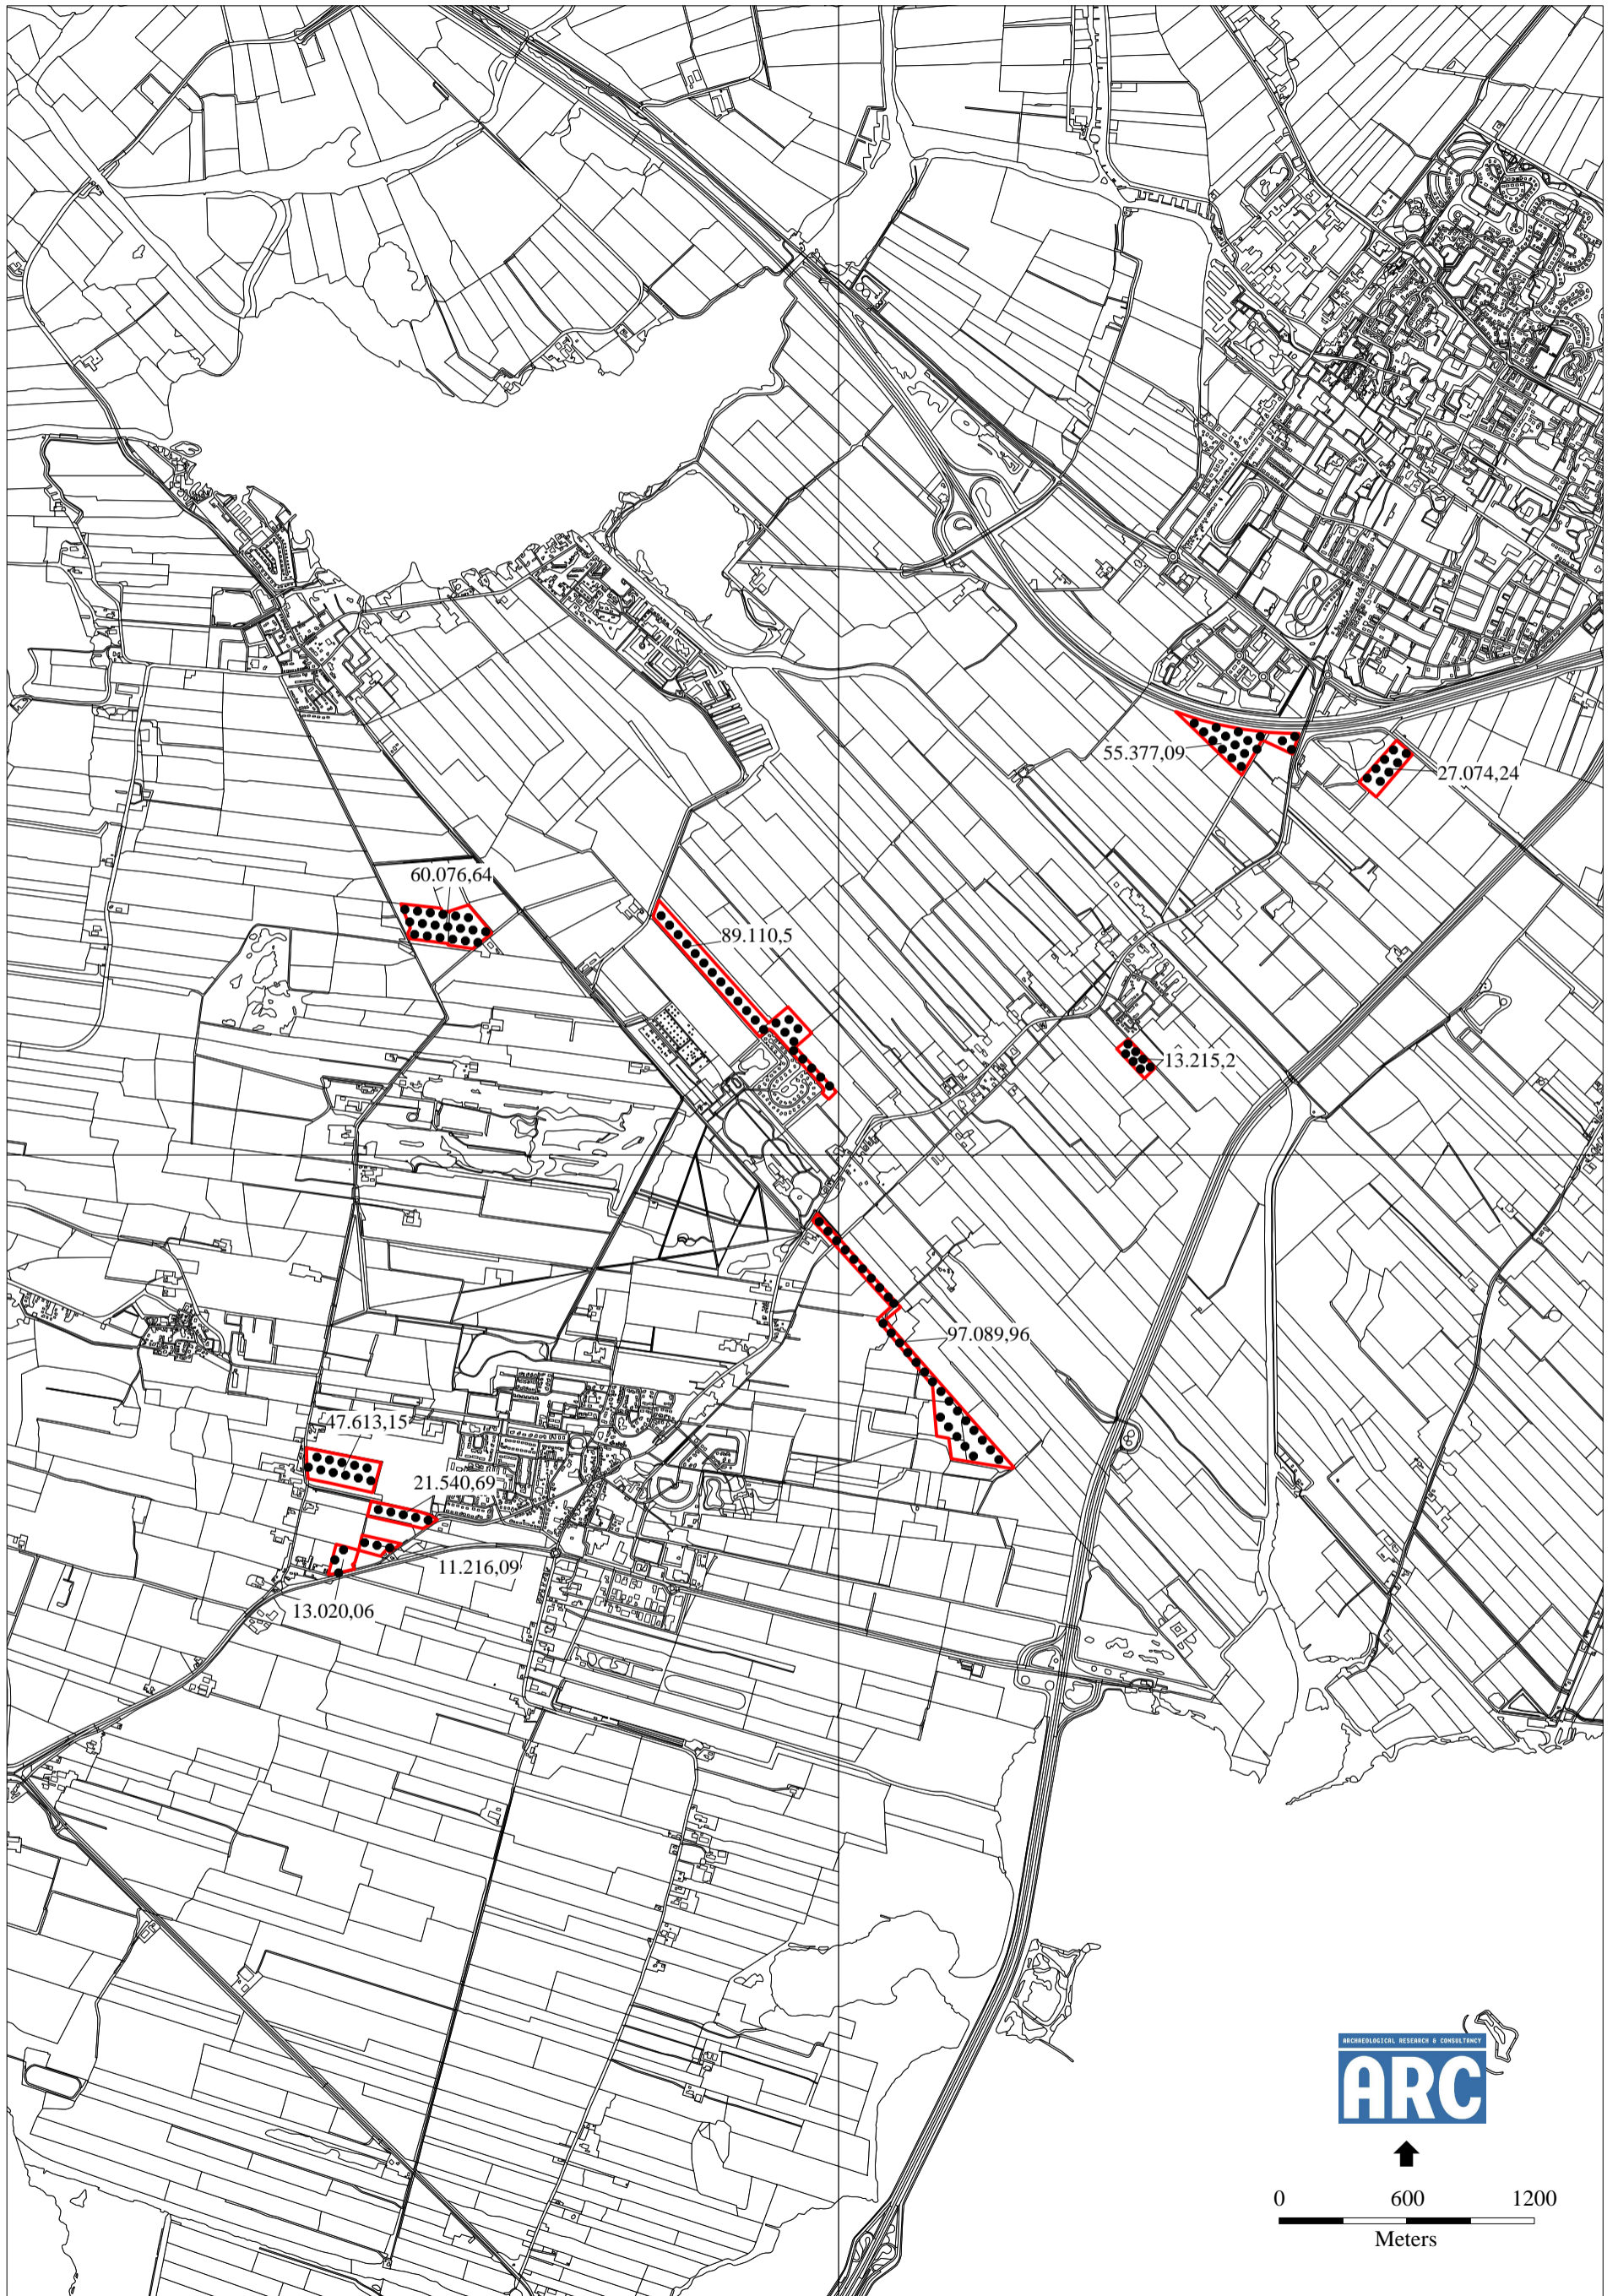 55.377,09
27.074,24
60.076,64
89.110,5
13.215,2
97.089,96
47.613,15
21.540,69
11.216,09
13.020,06
ARCHAEOLOGICAL RESEARCH & CONSULTANCY
ARC
0 600 1200
Meters